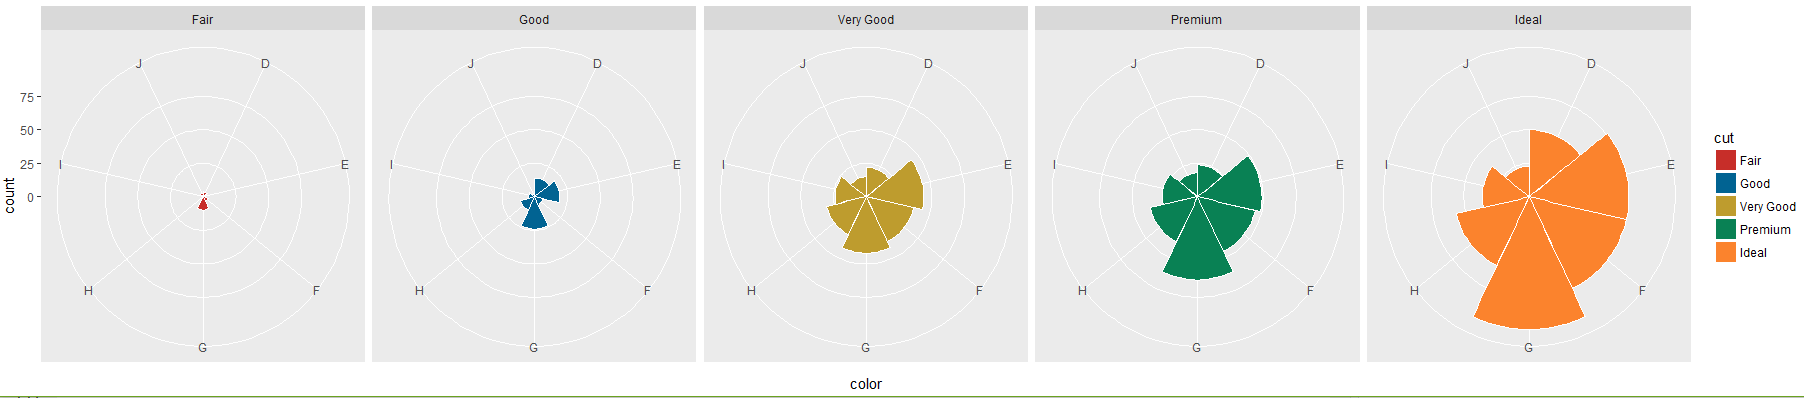 Fair
Good
Very Good
Premium
Ideal
J D
J D
J D
J D
J D
75
50
25
0
I E
I E
I E
I E
I E
H F
H F
H F
H F
H F
G
G
G
G
G
count
color
cut
Fair
Good
Very Good
Premium
Ideal